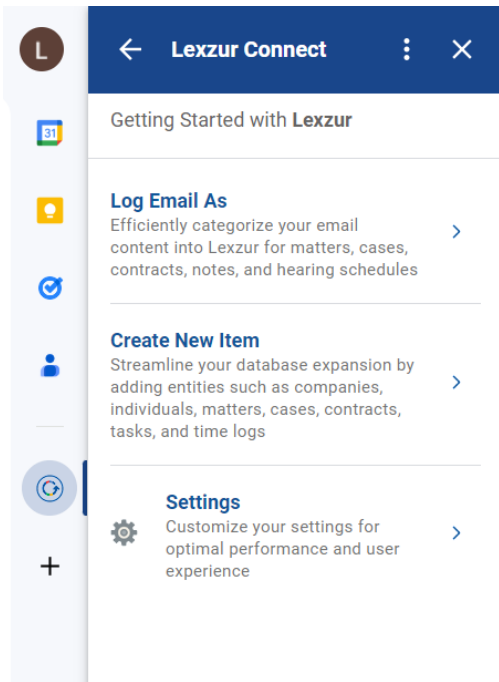 L
Lexzur Connect
31
Getting Started with Lexzur
Log Email As
Efficiently categorize your email
content into Lexzur for matters, cases,
contracts, notes, and hearing schedules
Create New Item
Streamline your database expansion by
adding entities such as companies,
individuals, matters, cases, contracts,
tasks, and time logs
Settings
Customize your settings for
optimal performance and user
experience